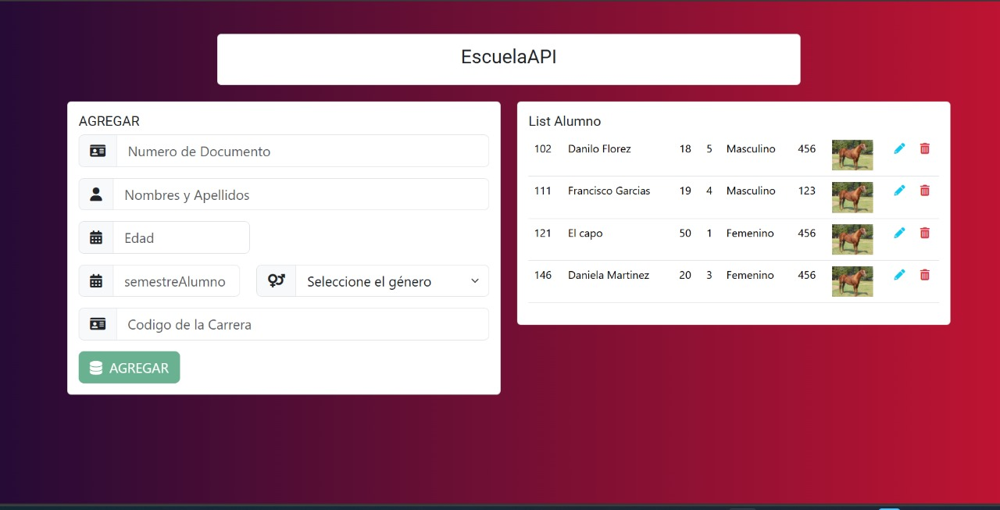 EscuelaAPI
AGREGAR
Numero de Documento
Nombres y Apellidos
Edad
semestreAlumno
Seleccione el género
Codigo de la Carrera
AGREGAR
List Alumno
102 Danilo Florez 18 5 Masculino 456
111 Francisco Garcias 19 4 Masculino 123
121 El capo 50 1 Femenino 456
146 Daniela Martinez 20 3 Femenino 456